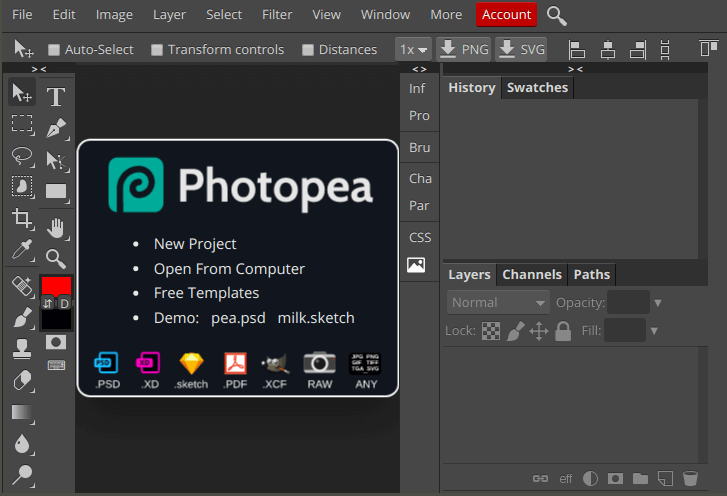 File Edit Image Layer Select Filter View Window More Account
Auto-Select Transform controls Distances 1x PNG SVG
> < < > > <
Inf
Pro
Bru
Cha
Par
CSS
History Swatches
Photopea
New Project
Open From Computer
Free Templates
Demo: pea.psd milk.sketch
PSD XD JPG PNG GIF TIFF TGA SVG
.PSD .XD .sketch .PDF .XCF RAW ANY
D
Layers Channels Paths
Normal Opacity:
Lock: Fill:
eff